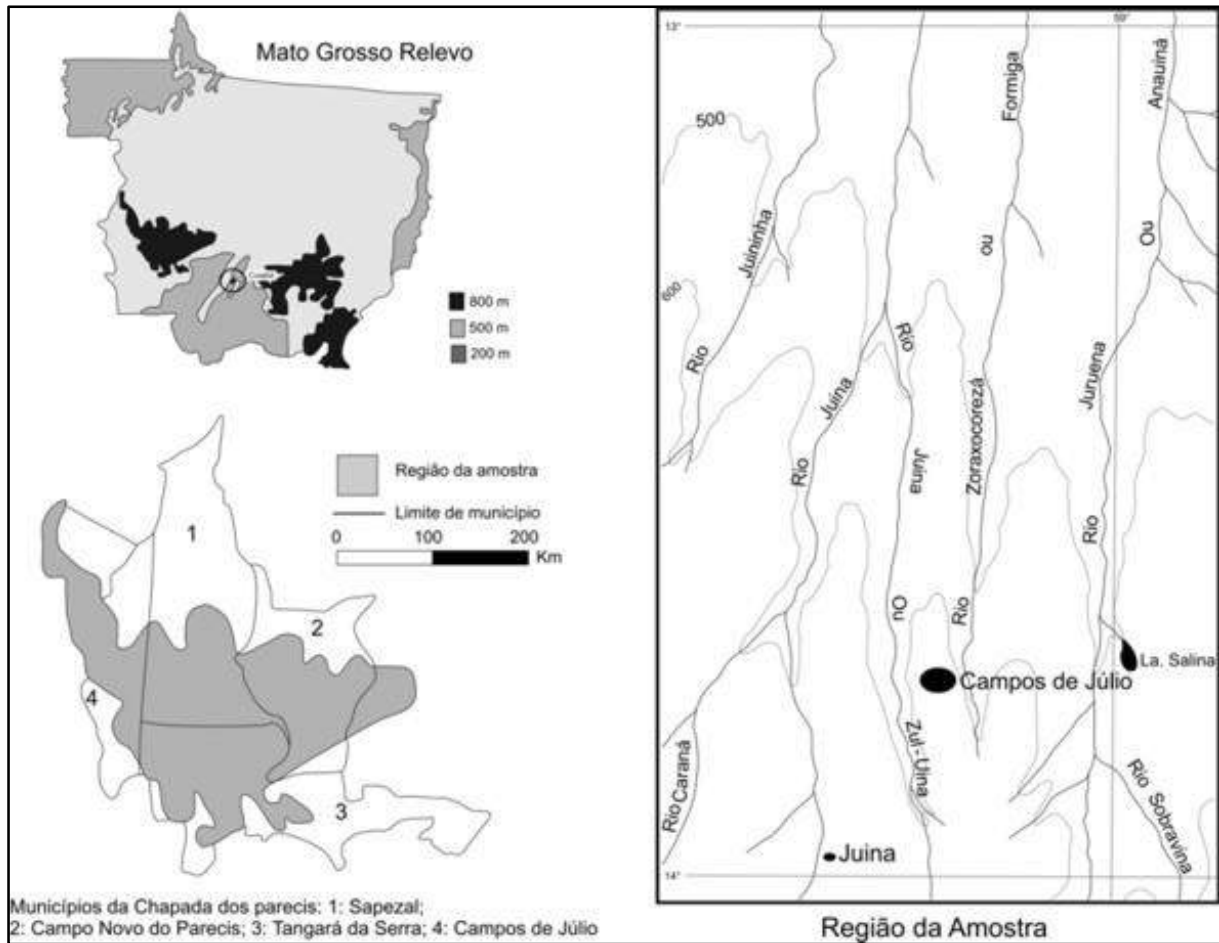 Mato Grosso Relevo
800 m
500 m
200 m
Região da amostra
Limite de município
0 100 200
Km
1
2
3
4
Municípios da Chapada dos parecis: 1: Sapezal;
2: Campo Novo do Parecis; 3: Tangará da Serra; 4: Campos de Júlio
13°
59°
500
600
Rio Juininha
Rio Juina
Rio Juina Ou Zul-Uina
Rio Zoraxocorezá ou Formiga
Rio Juruena Ou Anauiná
La. Salina
Campos de Júlio
Rio Caraná
Rio Sobravina
Juina
14°
Região da Amostra